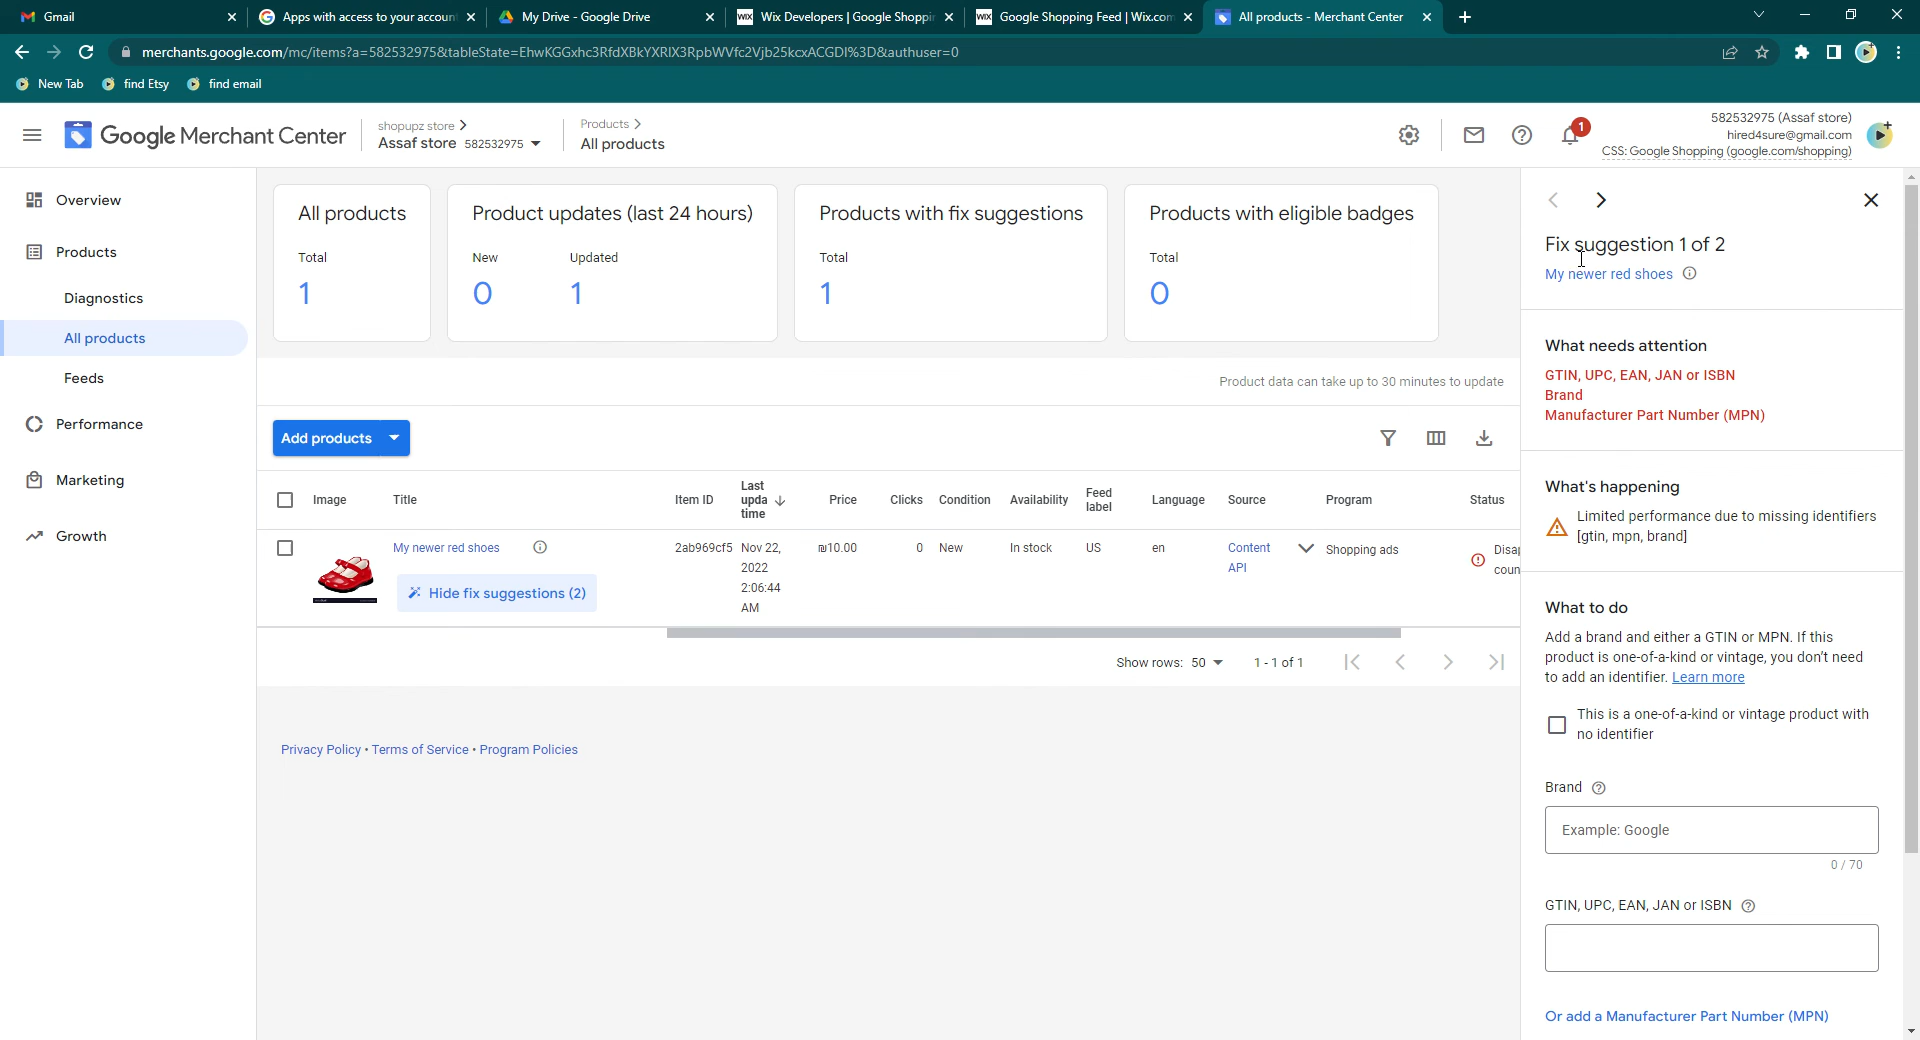 Gmail
Apps with access to your accoun
My Drive - Google Drive
Wix Developers | Google Shoppi
Google Shopping Feed | Wix.com
All products - Merchant Center
merchants.google.com/mc/items?a=582532975&tableState=EhwKGGxhc3RfdXBkYXRlX3RpbWVfc2Vjb25kcxACGDI%3D&authuser=0
New Tab
find Etsy
find email
Google Merchant Center
shopupz store
Assaf store 582532975
Products
All products
1
582532975 (Assaf store)
hired4sure@gmail.com
CSS: Google Shopping (google.com/shopping)
Overview
Products
Diagnostics
All products
Feeds
Performance
Marketing
Growth
All products
Total
1
Product updates (last 24 hours)
New Updated
0 1
Products with fix suggestions
Total
1
Products with eligible badges
Total
0
Product data can take up to 30 minutes to update
Add products
Image
Title
Item ID
Last
upda
time
Price
Clicks
Condition
Availability
Feed
label
Language
Source
Program
Status
My newer red shoes
Hide fix suggestions (2)
2ab969cf5
Nov 22,
2022
2:06:44
AM
₪10.00
0
New
In stock
US
en
Content
API
Shopping ads
Disap
coun
Show rows: 50
1 - 1 of 1
Privacy Policy • Terms of Service • Program Policies
Fix suggestion 1 of 2
My newer red shoes
What needs attention
GTIN, UPC, EAN, JAN or ISBN
Brand
Manufacturer Part Number (MPN)
What's happening
Limited performance due to missing identifiers
[gtin, mpn, brand]
What to do
Add a brand and either a GTIN or MPN. If this
product is one-of-a-kind or vintage, you don't need
to add an identifier. Learn more
This is a one-of-a-kind or vintage product with
no identifier
Brand
Example: Google
0 / 70
GTIN, UPC, EAN, JAN or ISBN
Or add a Manufacturer Part Number (MPN)